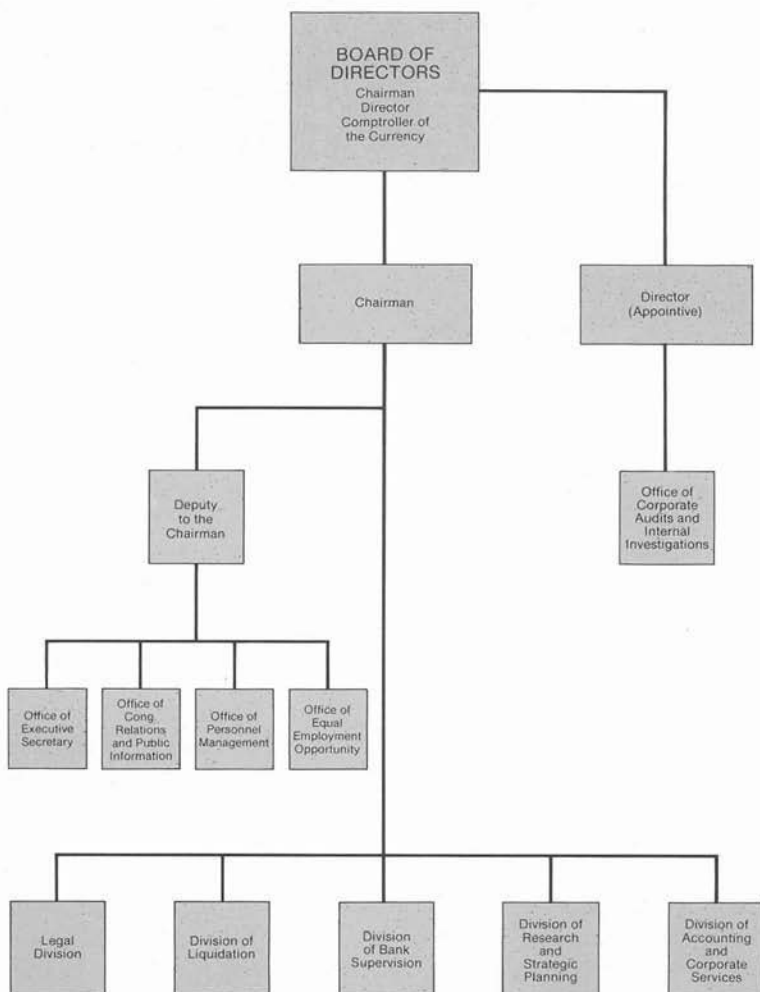 BOARD OF
DIRECTORS
Chairman
Director
Comptroller of
the Currency
Chairman
Director
(Appointive)
Deputy
to the
Chairman
Office of
Corporate
Audits and
Internal
Investigations
Office of
Executive
Secretary
Office of
Cong.
Relations
and Public
Information
Office of
Personnel
Management
Office of
Equal
Employment
Opportunity
Legal
Division
Division of
Liquidation
Division
of Bank
Supervision
Division of
Research
and
Strategic
Planning
Division of
Accounting
and
Corporate
Services